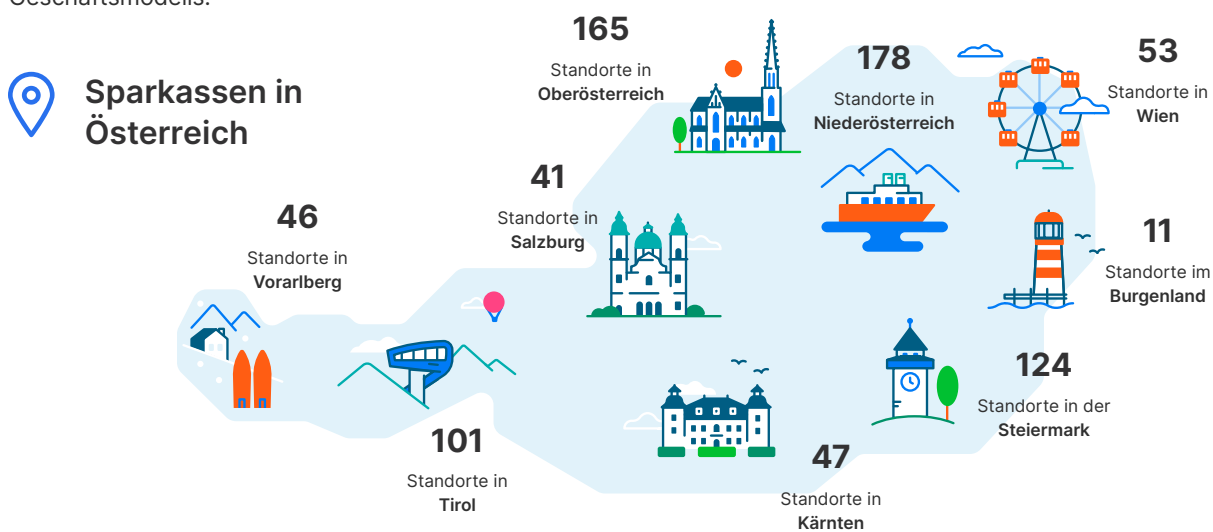 Geschäftsmodells.
Sparkassen in
Österreich
165
Standorte in
Oberösterreich
178
Standorte in
Niederösterreich
53
Standorte in
Wien
41
Standorte in
Salzburg
46
Standorte in
Vorarlberg
11
Standorte im
Burgenland
124
Standorte in der
Steiermark
101
Standorte in
Tirol
47
Standorte in
Kärnten